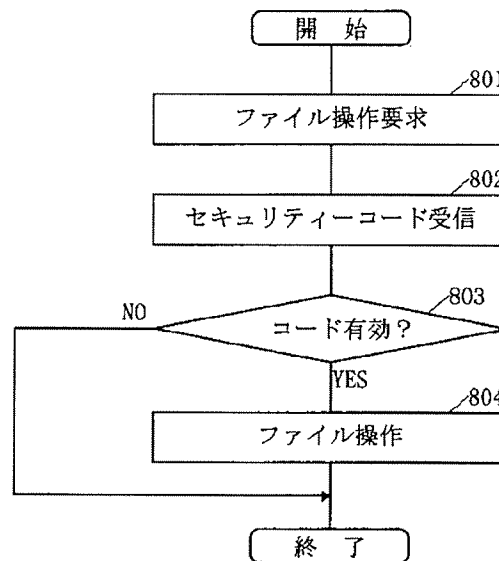 開 始
801
ファイル操作要求
802
セキュリティーコード受信
803
NO
コード有効?
YES
804
ファイル操作
終 了